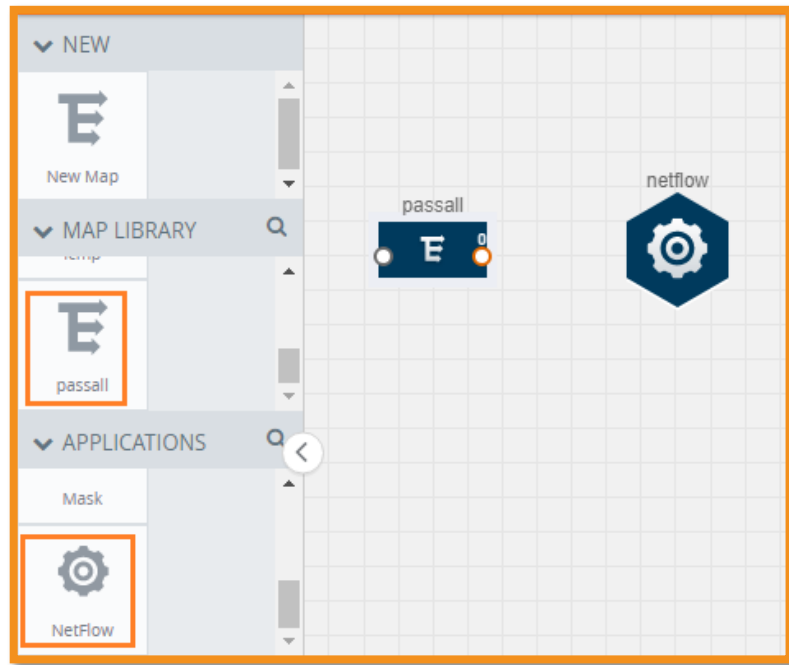 NEW
New Map
MAP LIBRARY
passall
APPLICATIONS
Mask
NetFlow
passall
0
netflow